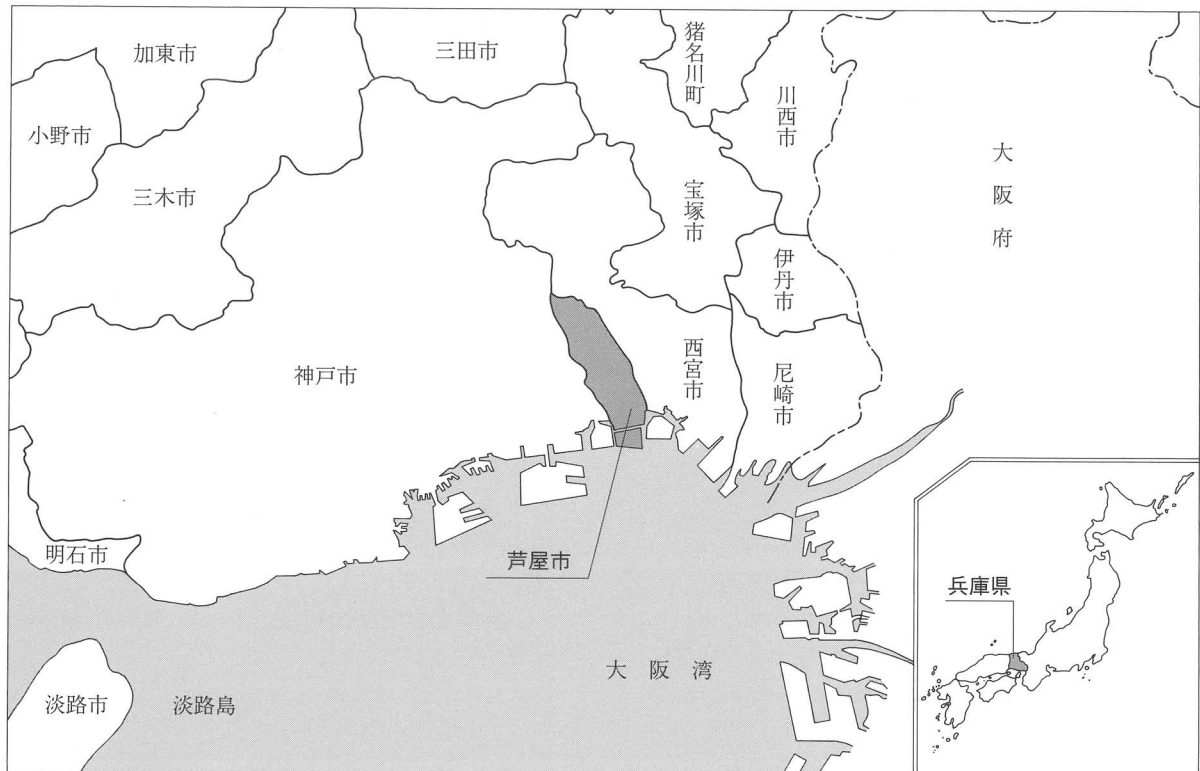 加東市
三田市
猪名川町
川西市
小野市
三木市
宝塚市
大阪府
伊丹市
神戸市
西宮市
尼崎市
明石市
芦屋市
兵庫県
大阪湾
淡路市
淡路島